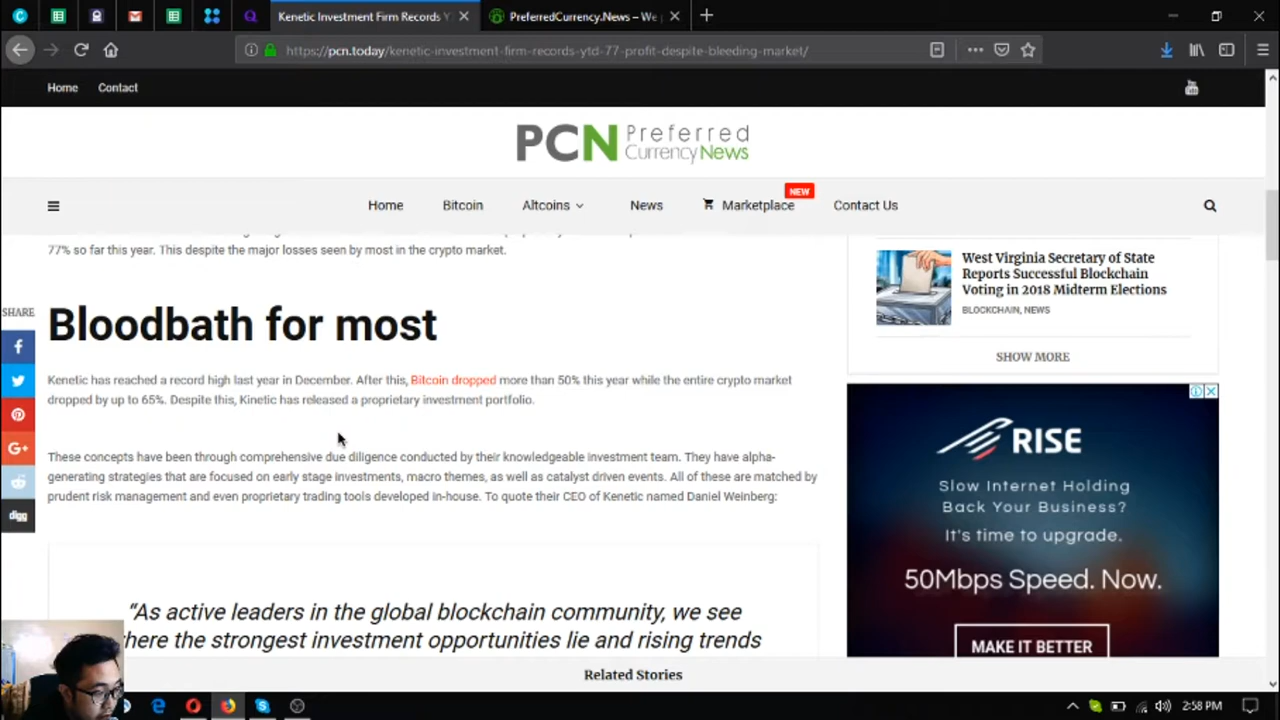 Kenetic Investment Firm Records Y
PreferredCurrency.News – We p
https://pcn.today/kenetic-investment-firm-records-ytd-77-profit-despite-bleeding-market/
Home Contact
PCN Preferred
CurrencyNews
NEW
Home Bitcoin Altcoins News Marketplace Contact Us
77% so far this year. This despite the major losses seen by most in the crypto market.
SHARE
Bloodbath for most
Kenetic has reached a record high last year in December. After this, Bitcoin dropped more than 50% this year while the entire crypto market
dropped by up to 65%. Despite this, Kinetic has released a proprietary investment portfolio.
These concepts have been through comprehensive due diligence conducted by their knowledgeable investment team. They have alpha-
generating strategies that are focused on early stage investments, macro themes, as well as catalyst driven events. All of these are matched by
prudent risk management and even proprietary trading tools developed in-house. To quote their CEO of Kenetic named Daniel Weinberg:
G+
digg
“As active leaders in the global blockchain community, we see
here the strongest investment opportunities lie and rising trends
West Virginia Secretary of State
Reports Successful Blockchain
Voting in 2018 Midterm Elections
BLOCKCHAIN, NEWS
SHOW MORE
RISE
Slow Internet Holding
Back Your Business?
It's time to upgrade.
50Mbps Speed. Now.
MAKE IT BETTER
Related Stories
2:58 PM